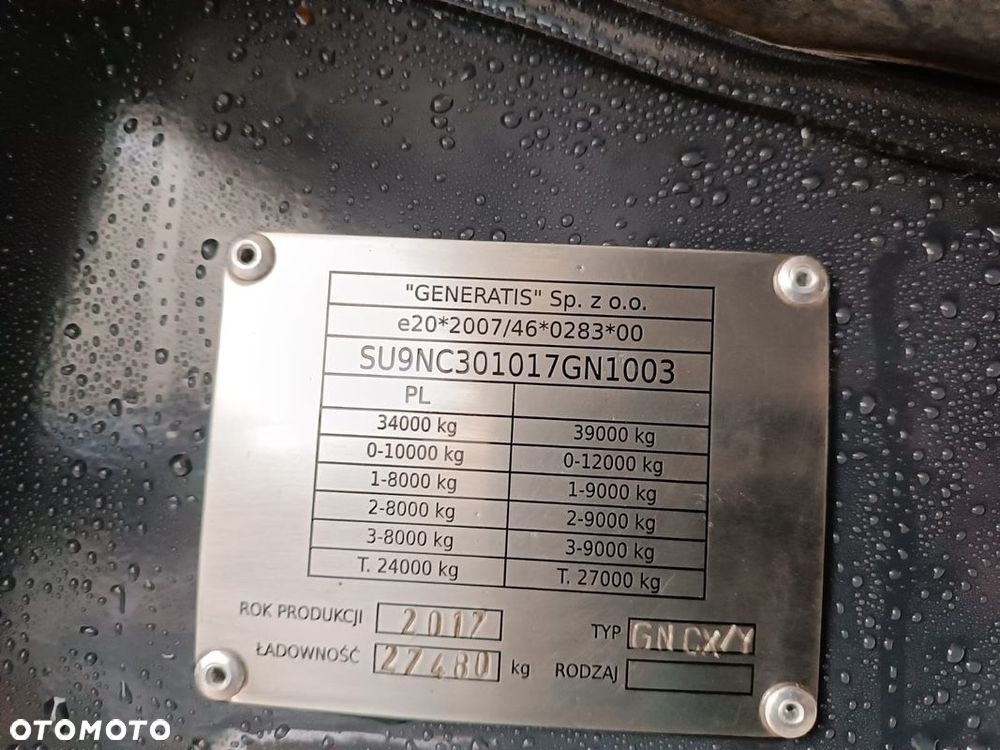 "GENERATIS" Sp. z o.o.
e20*2007/46*0283*00
SU9NC301017GN1003
PL
34000 kg 39000 kg
0-10000 kg 0-12000 kg
1-8000 kg 1-9000 kg
2-8000 kg 2-9000 kg
3-8000 kg 3-9000 kg
T. 24000 kg T. 27000 kg
ROK PRODUKCJI 2017 TYP GNCX/Y
ŁADOWNOŚĆ 27480 kg RODZAJ
OTOMOTO